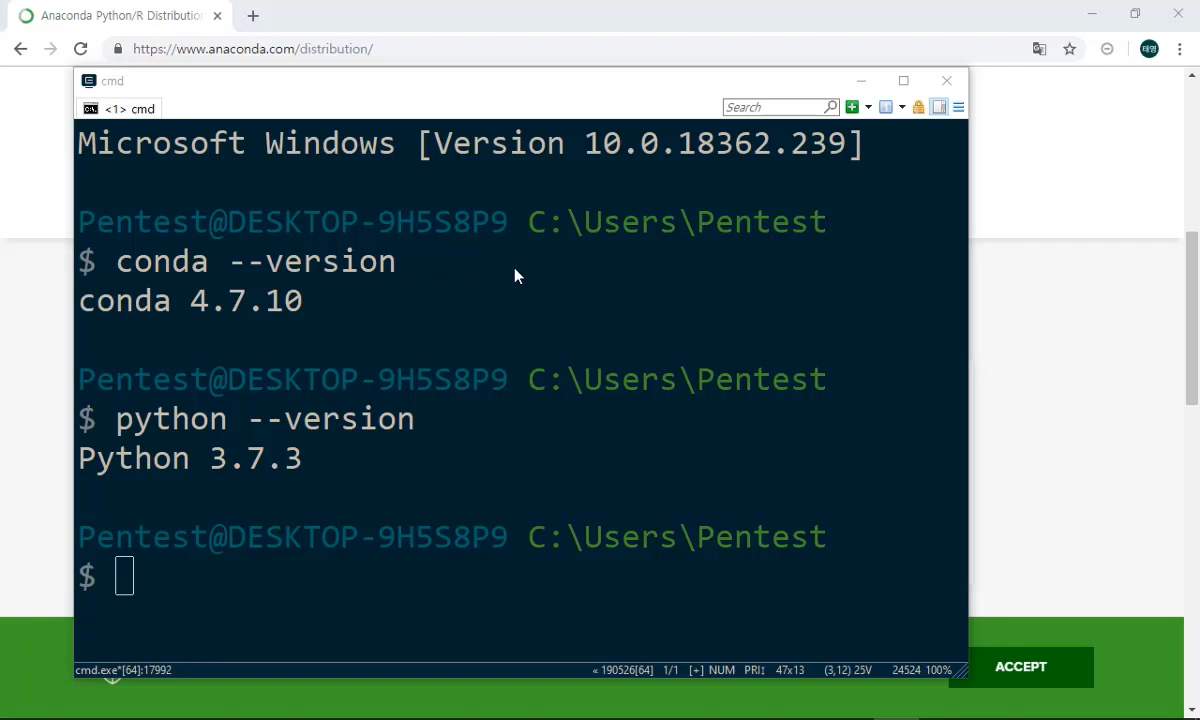 Anaconda Python/R Distributio
https://www.anaconda.com/distribution/
태영
cmd
<1> cmd
Search
Microsoft Windows [Version 10.0.18362.239]
Pentest@DESKTOP-9H5S8P9 C:\Users\Pentest
$ conda --version
conda 4.7.10
Pentest@DESKTOP-9H5S8P9 C:\Users\Pentest
$ python --version
Python 3.7.3
Pentest@DESKTOP-9H5S8P9 C:\Users\Pentest
$
cmd.exe*[64]:17992 « 190526[64] 1/1 [+] NUM PRI↕ 47x13 (3,12) 25V 24524 100%
ACCEPT